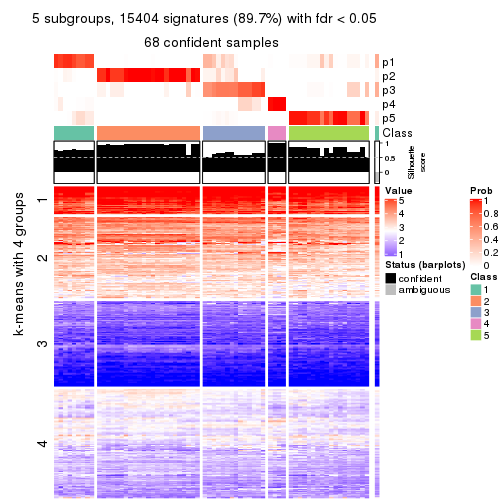 5 subgroups, 15404 signatures (89.7%) with fdr < 0.05
68 confident samples
p1
p2
p3
p4
p5
Class
1
0.5
0
Silhouette
score
k-means with 4 groups
1
2
3
4
Value
5
4
3
2
1
Status (barplots)
confident
ambiguous
Prob
1
0.8
0.6
0.4
0.2
0
Class
1
2
3
4
5